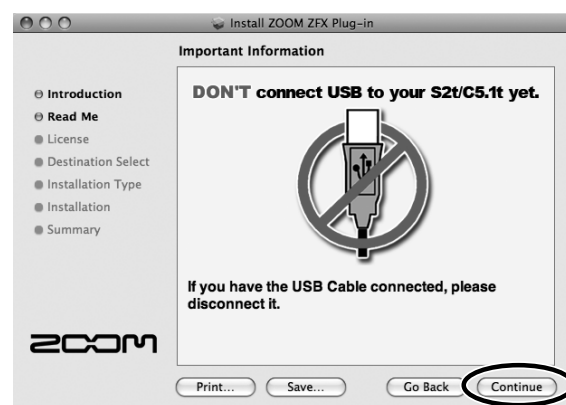 Install ZOOM ZFX Plug-in
Important Information
Introduction
Read Me
License
Destination Select
Installation Type
Installation
Summary
DON'T connect USB to your S2t/C5.1t yet.
If you have the USB Cable connected, please
disconnect it.
ZOOM
Print...
Save...
Go Back
Continue